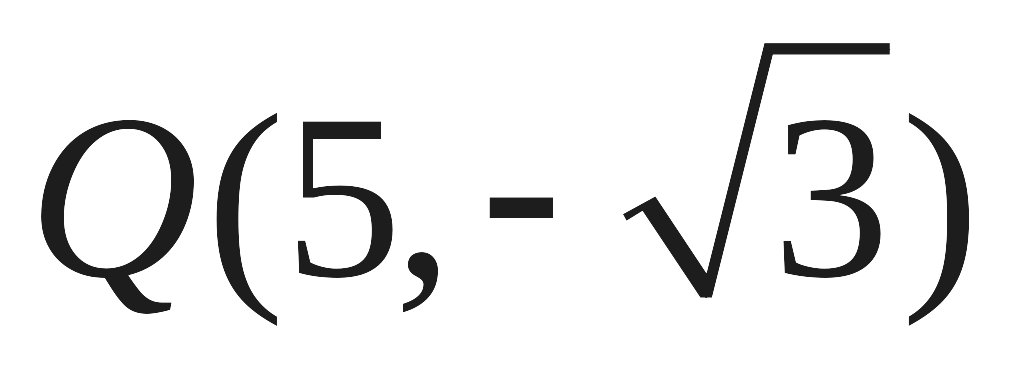 Q(5, - √3)